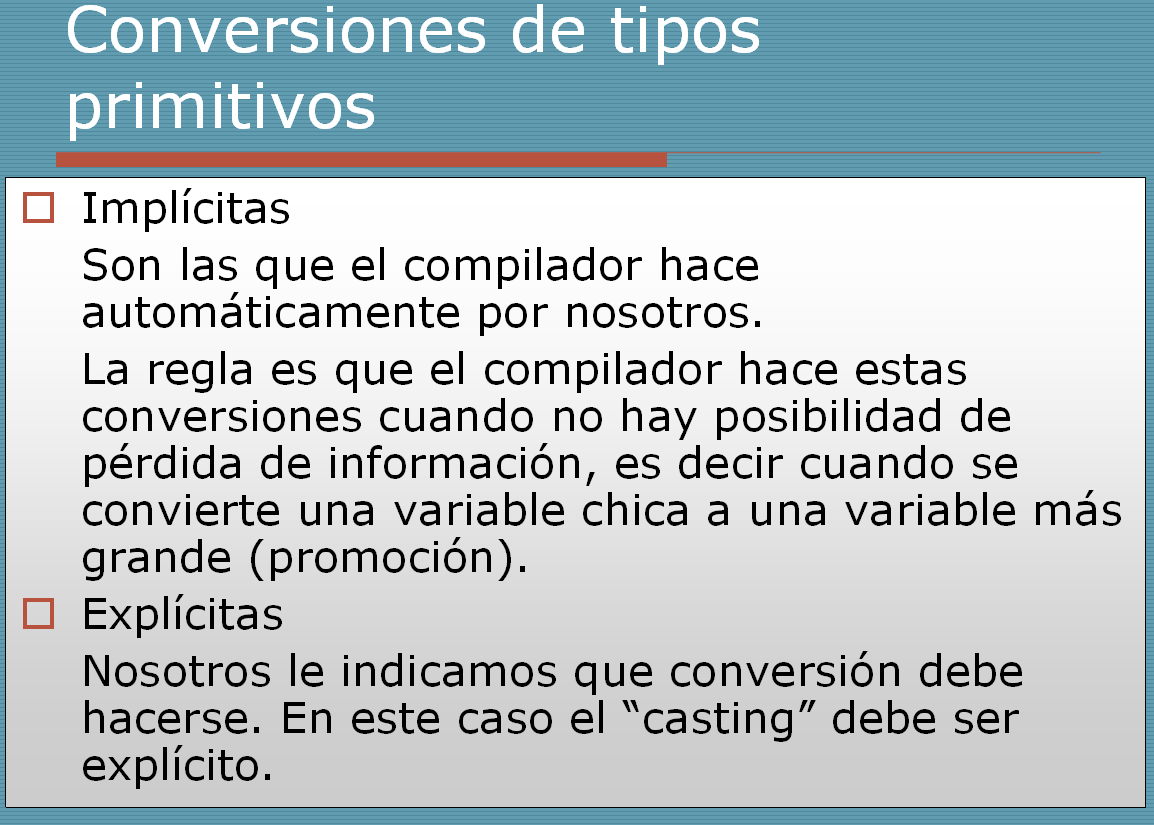 Conversiones de tipos
primitivos
Implícitas
Son las que el compilador hace
automáticamente por nosotros.
La regla es que el compilador hace estas
conversiones cuando no hay posibilidad de
pérdida de información, es decir cuando se
convierte una variable chica a una variable más
grande (promoción).
Explícitas
Nosotros le indicamos que conversión debe
hacerse. En este caso el “casting” debe ser
explícito.